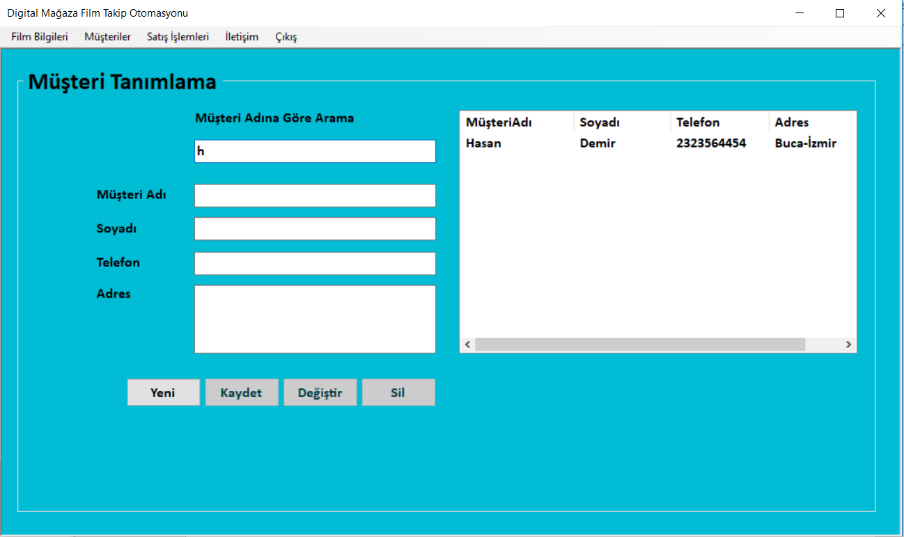 Digital Mağaza Film Takip Otomasyonu
Film Bilgileri Müşteriler Satış İşlemleri İletişim Çıkış
Müşteri Tanımlama
Müşteri Adına Göre Arama
h
Müşteri Adı
Soyadı
Telefon
Adres
Yeni Kaydet Değiştir Sil
MüşteriAdı Soyadı Telefon Adres
Hasan Demir 2323564454 Buca-İzmir